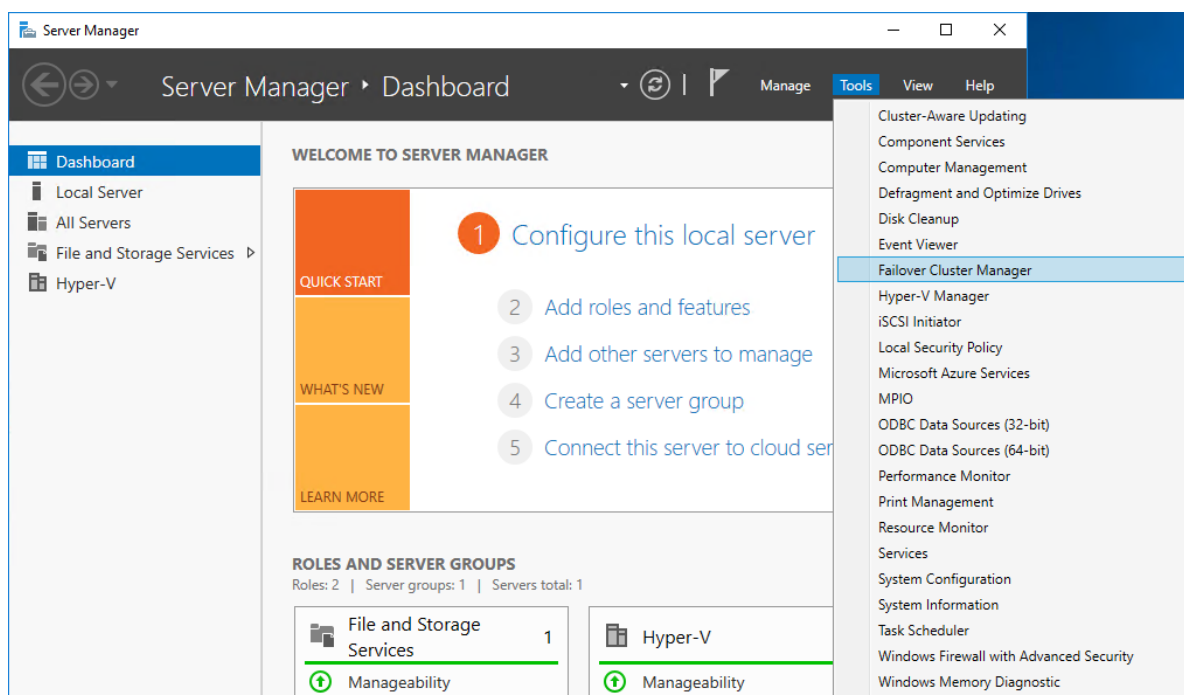 Server Manager
Server Manager ‣ Dashboard
Manage
Tools
View
Help
Dashboard
Local Server
All Servers
File and Storage Services
Hyper-V
WELCOME TO SERVER MANAGER
QUICK START
WHAT'S NEW
LEARN MORE
1 Configure this local server
2 Add roles and features
3 Add other servers to manage
4 Create a server group
5 Connect this server to cloud ser
ROLES AND SERVER GROUPS
Roles: 2 | Server groups: 1 | Servers total: 1
File and Storage
Services
1
Manageability
Hyper-V
Manageability
Cluster-Aware Updating
Component Services
Computer Management
Defragment and Optimize Drives
Disk Cleanup
Event Viewer
Failover Cluster Manager
Hyper-V Manager
iSCSI Initiator
Local Security Policy
Microsoft Azure Services
MPIO
ODBC Data Sources (32-bit)
ODBC Data Sources (64-bit)
Performance Monitor
Print Management
Resource Monitor
Services
System Configuration
System Information
Task Scheduler
Windows Firewall with Advanced Security
Windows Memory Diagnostic